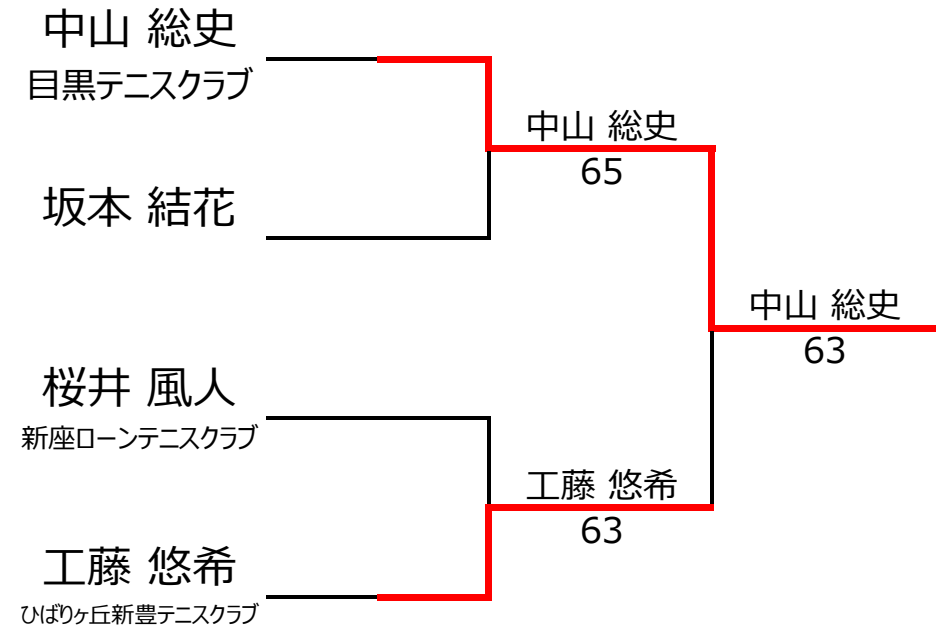 中山 総史
目黒テニスクラブ
坂本 結花
桜井 風人
新座ローンテニスクラブ
工藤 悠希
ひばりヶ丘新豊テニスクラブ
中山 総史
65
工藤 悠希
63
中山 総史
63